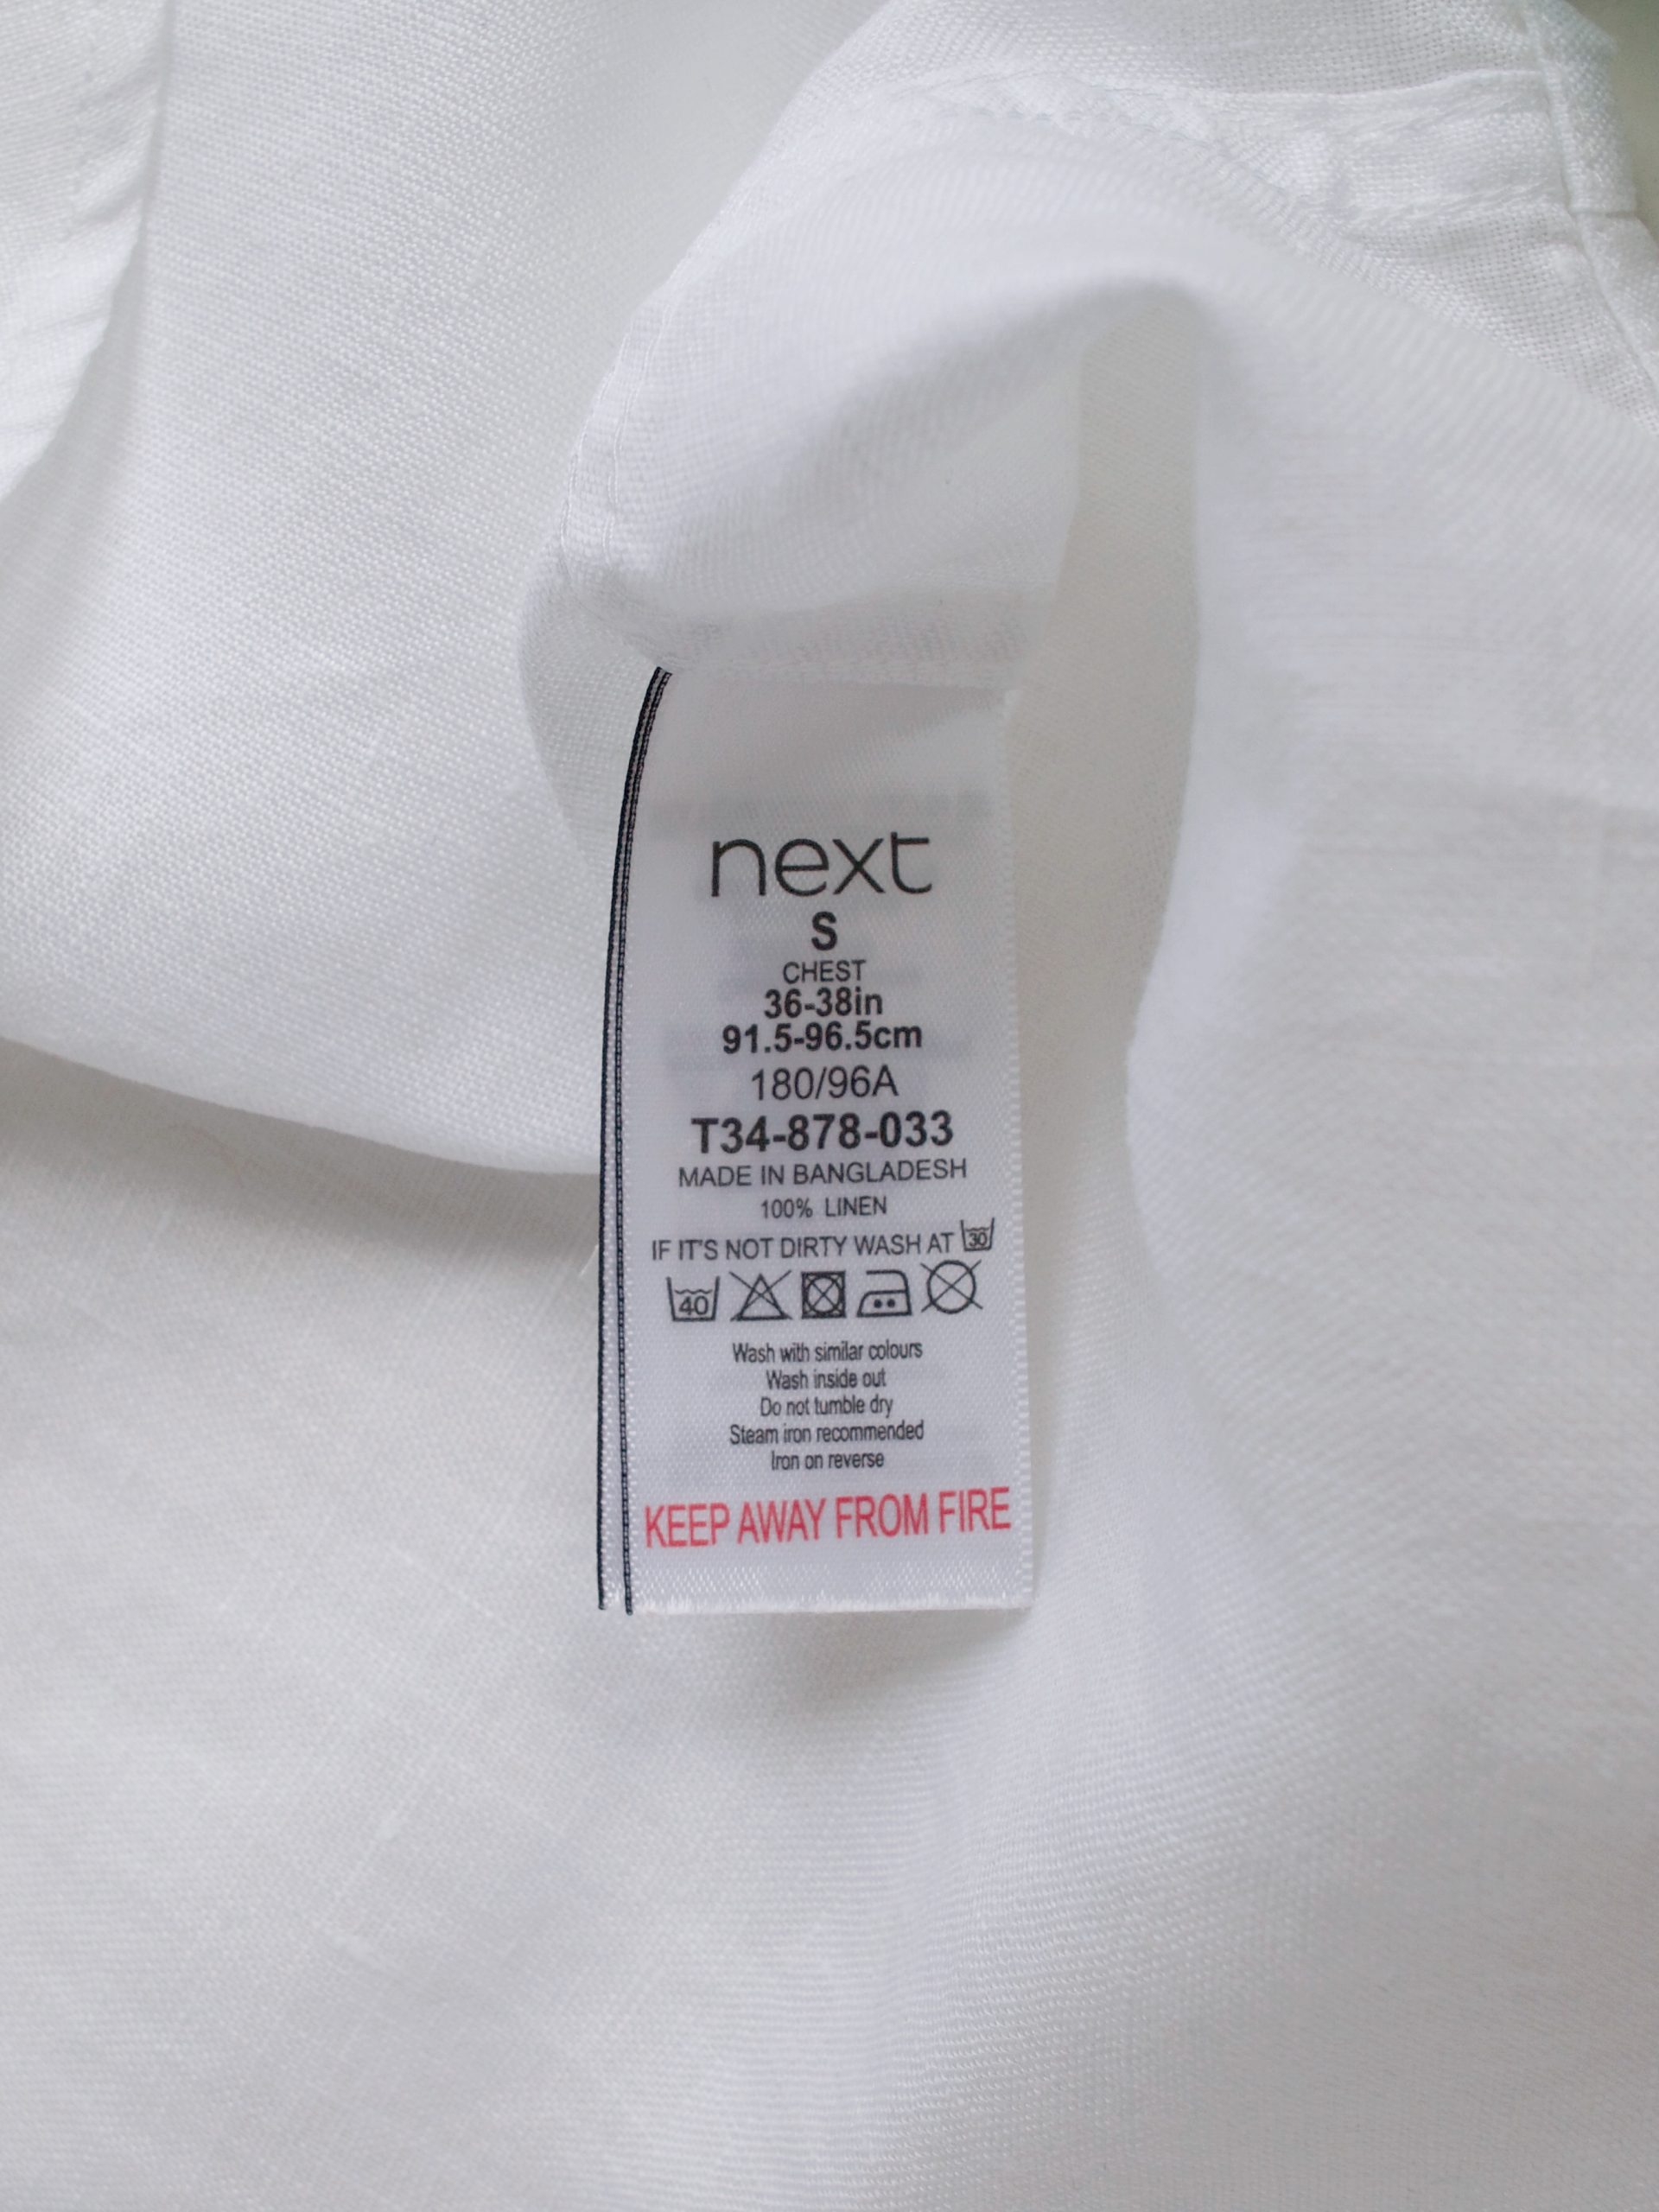 next
S
CHEST
36-38in
91.5-96.5cm
180/96A
T34-878-033
MADE IN BANGLADESH
100% LINEN
IF IT'S NOT DIRTY WASH AT 30
40
Wash with similar colours
Wash inside out
Do not tumble dry
Steam iron recommended
Iron on reverse
KEEP AWAY FROM FIRE